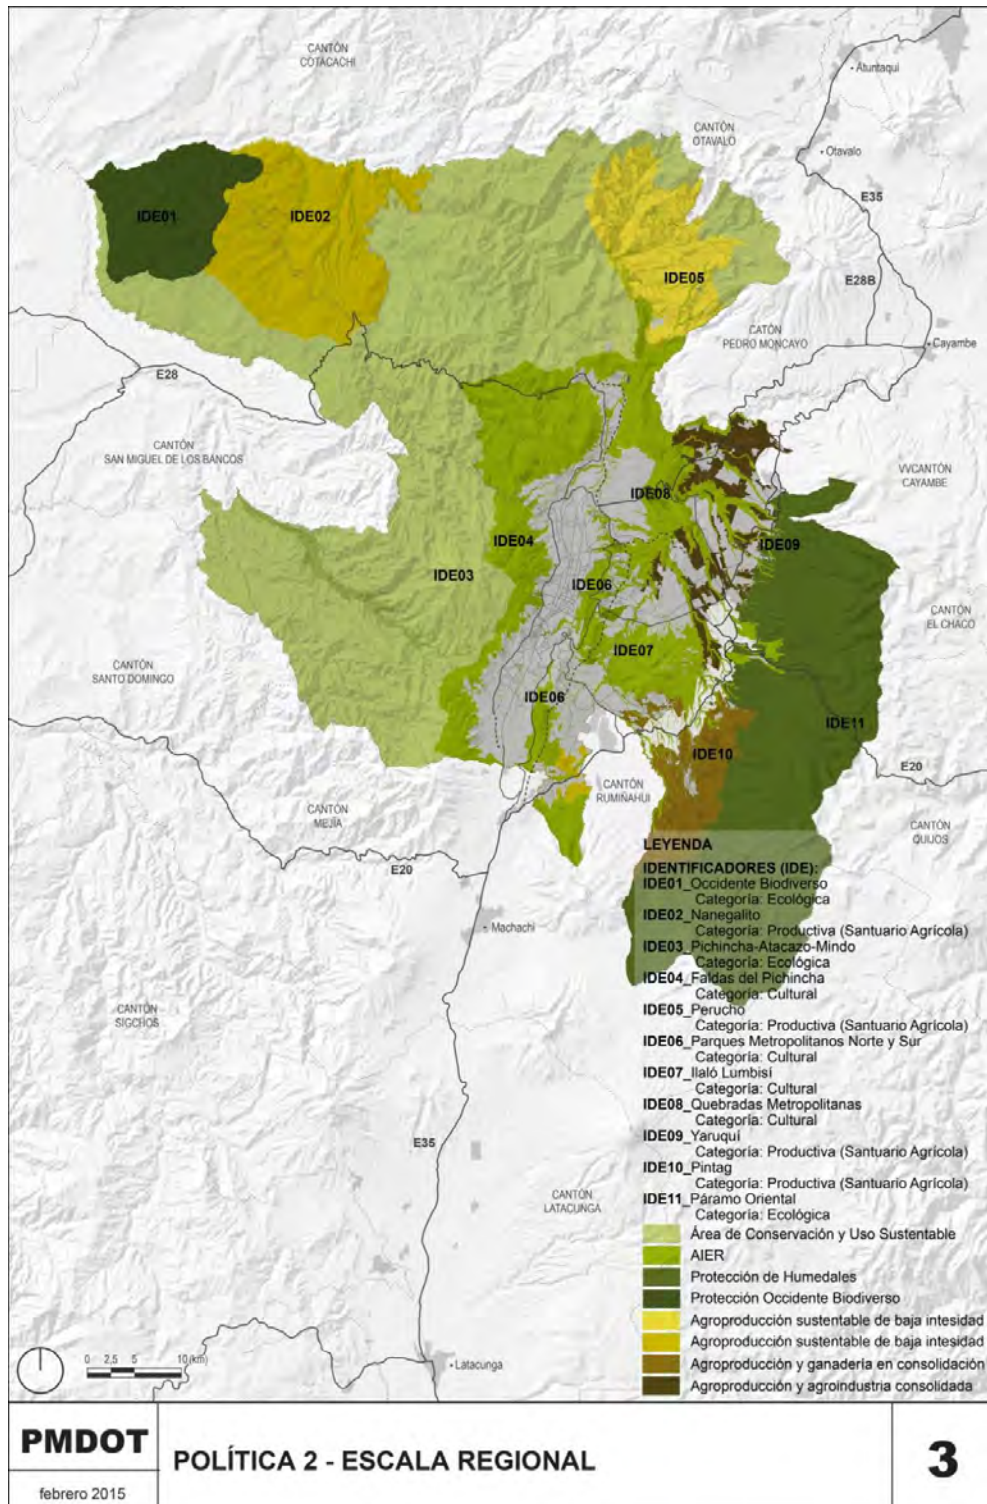 CANTÓN
COTACACHI
Atuntaqui
CANTÓN
OTAVALO
Otavalo
E35
IDE01
IDE02
IDE05
E28B
CATÓN
PEDRO MONCAYO
Cayambe
E28
CANTÓN
SAN MIGUEL DE LOS BANCOS
VVCANTÓN
CAYAMBE
IDE08
IDE04
IDE09
IDE03
IDE06
CANTÓN
EL CHACO
IDE07
CANTÓN
SANTO DOMINGO
IDE06
IDE11
IDE10
E20
CANTÓN
RUMIÑAHUI
CANTÓN
MEJÍA
CANTÓN
QUIJOS
E20
Machachi
CANTÓN
SIGCHOS
E35
CANTÓN
LATACUNGA
Latacunga
LEYENDA
IDENTIFICADORES (IDE):
IDE01_Occidente Biodiverso
Categoría: Ecológica
IDE02_Nanegalito
Categoría: Productiva (Santuario Agrícola)
IDE03_Pichincha-Atacazo-Mindo
Categoría: Ecológica
IDE04_Faldas del Pichincha
Categoría: Cultural
IDE05_Perucho
Categoría: Productiva (Santuario Agrícola)
IDE06_Parques Metropolitanos Norte y Sur
Categoría: Cultural
IDE07_Ilaló Lumbisí
Categoría: Cultural
IDE08_Quebradas Metropolitanas
Categoría: Cultural
IDE09_Yaruquí
Categoría: Productiva (Santuario Agrícola)
IDE10_Pintag
Categoría: Productiva (Santuario Agrícola)
IDE11_Páramo Oriental
Categoría: Ecológica
Área de Conservación y Uso Sustentable
AIER
Protección de Humedales
Protección Occidente Biodiverso
Agroproducción sustentable de baja intesidad
Agroproducción sustentable de baja intesidad
Agroproducción y ganadería en consolidación
Agroproducción y agroindustria consolidada
0 2,5 5 10 (km)
PMDOT
febrero 2015
POLÍTICA 2 - ESCALA REGIONAL
3